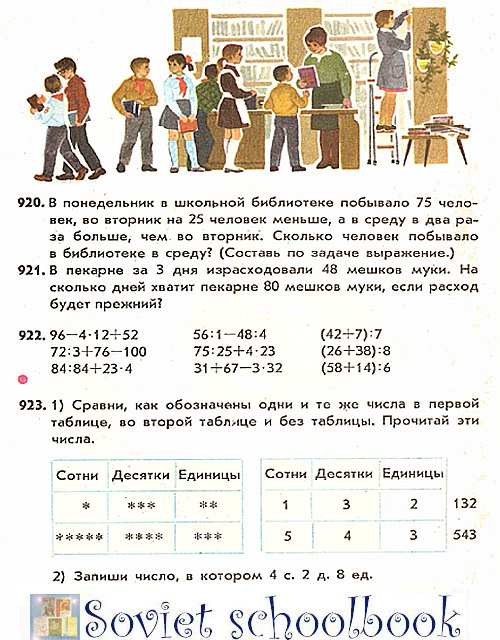 920. В понедельник в школьной библиотеке побывало 75 чело-
век, во вторник на 25 человек меньше, а в среду в два ра-
за больше, чем во вторник. Сколько человек побывало
в библиотеке в среду? (Составь по задаче выражение.)
921. В пекарне за 3 дня израсходовали 48 мешков муки. На
сколько дней хватит пекарне 80 мешков муки, если расход
будет прежний?
922. 96−4·12+52 56:1−48:4 (42+7):7
72:3+76−100 75:25+4·23 (26+38):8
84:84+23·4 31+67−3·32 (58+14):6
923. 1) Сравни, как обозначены одни и те же числа в первой
таблице, во второй таблице и без таблицы. Прочитай эти
числа.
Сотни Десятки Единицы Сотни Десятки Единицы
* *** ** 1 3 2 132
***** **** *** 5 4 3 543
2) Запиши число, в котором 4 с. 2 д. 8 ед.
Soviet schoolbook